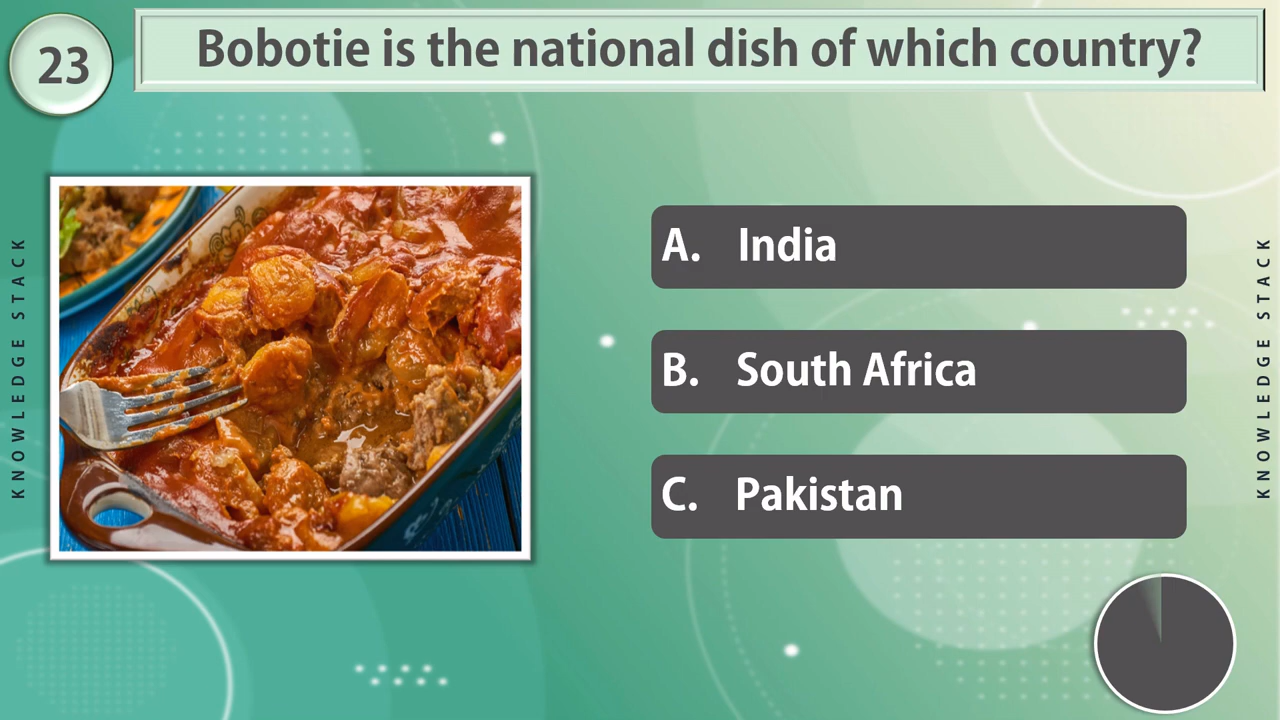 23
Bobotie is the national dish of which country?
KNOWLEDGE STACK
A. India
B. South Africa
C. Pakistan
KNOWLEDGE STACK